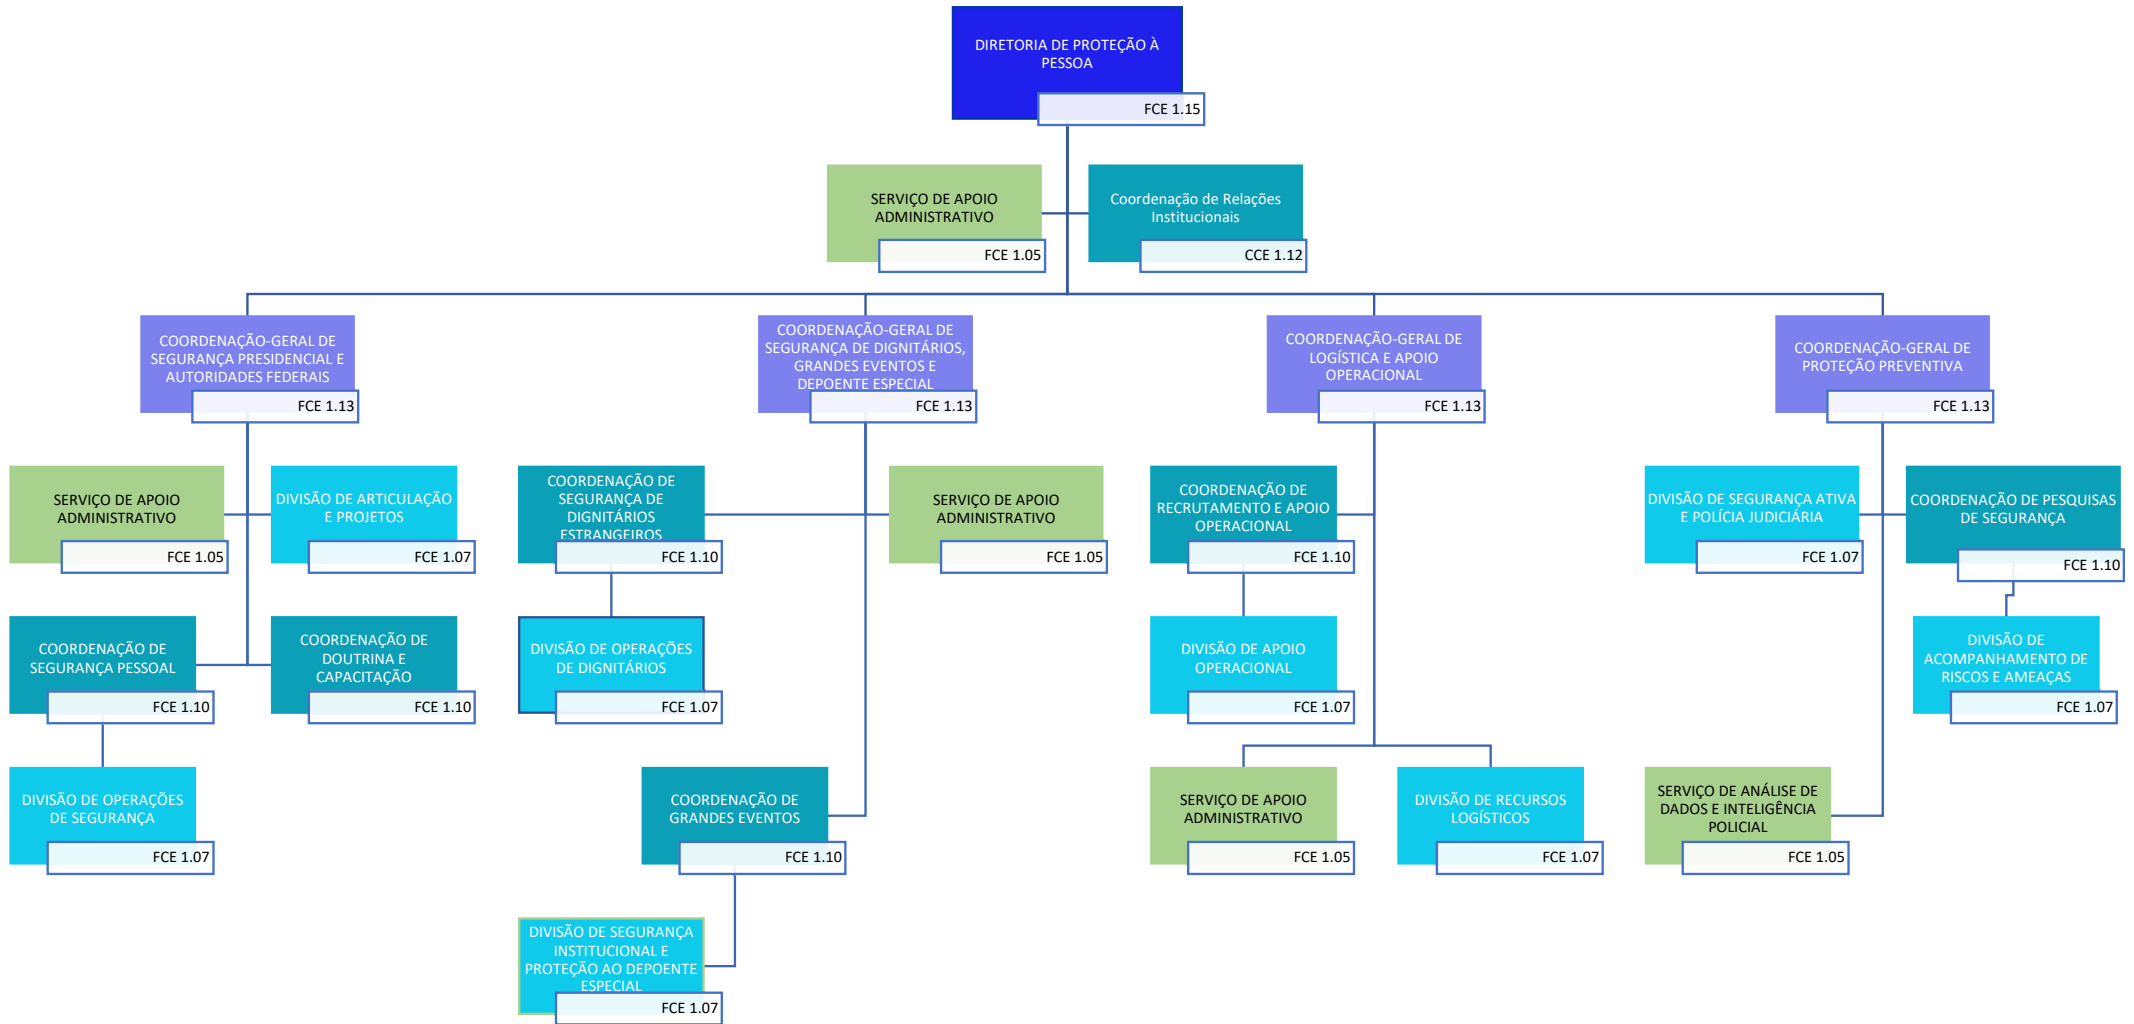 DIRETORIA DE PROTEÇÃO À
PESSOA
FCE 1.15
SERVIÇO DE APOIO
ADMINISTRATIVO
FCE 1.05
Coordenação de Relações
Institucionais
CCE 1.12
COORDENAÇÃO-GERAL DE
SEGURANÇA PRESIDENCIAL E
AUTORIDADES FEDERAIS
FCE 1.13
COORDENAÇÃO-GERAL DE
SEGURANÇA DE DIGNITÁRIOS,
GRANDES EVENTOS E
DEPOENTE ESPECIAL
FCE 1.13
COORDENAÇÃO-GERAL DE
LOGÍSTICA E APOIO
OPERACIONAL
FCE 1.13
COORDENAÇÃO-GERAL DE
PROTEÇÃO PREVENTIVA
FCE 1.13
SERVIÇO DE APOIO
ADMINISTRATIVO
FCE 1.05
DIVISÃO DE ARTICULAÇÃO
E PROJETOS
FCE 1.07
COORDENAÇÃO DE
SEGURANÇA DE
DIGNITÁRIOS
ESTRANGEIROS
FCE 1.10
SERVIÇO DE APOIO
ADMINISTRATIVO
FCE 1.05
COORDENAÇÃO DE
RECRUTAMENTO E APOIO
OPERACIONAL
FCE 1.10
DIVISÃO DE SEGURANÇA ATIVA
E POLÍCIA JUDICIÁRIA
FCE 1.07
COORDENAÇÃO DE PESQUISAS
DE SEGURANÇA
FCE 1.10
COORDENAÇÃO DE
SEGURANÇA PESSOAL
FCE 1.10
COORDENAÇÃO DE
DOUTRINA E
CAPACITAÇÃO
FCE 1.10
DIVISÃO DE OPERAÇÕES
DE DIGNITÁRIOS
FCE 1.07
DIVISÃO DE APOIO
OPERACIONAL
FCE 1.07
DIVISÃO DE
ACOMPANHAMENTO DE
RISCOS E AMEAÇAS
FCE 1.07
DIVISÃO DE OPERAÇÕES
DE SEGURANÇA
FCE 1.07
COORDENAÇÃO DE
GRANDES EVENTOS
FCE 1.10
SERVIÇO DE APOIO
ADMINISTRATIVO
FCE 1.05
DIVISÃO DE RECURSOS
LOGÍSTICOS
FCE 1.07
SERVIÇO DE ANÁLISE DE
DADOS E INTELIGÊNCIA
POLICIAL
FCE 1.05
DIVISÃO DE SEGURANÇA
INSTITUCIONAL E
PROTEÇÃO AO DEPOENTE
ESPECIAL
FCE 1.07